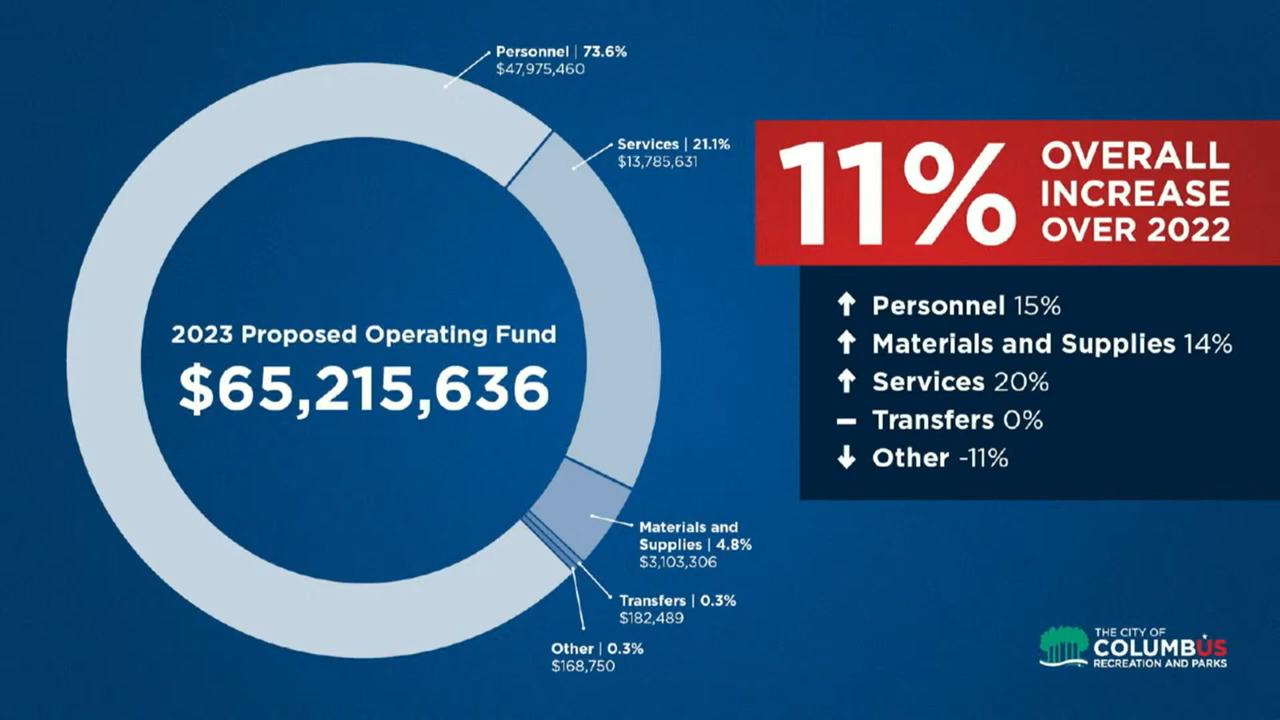 Personnel | 73.6%
$47,975,460
Services | 21.1%
$13,785,631
2023 Proposed Operating Fund
$65,215,636
Materials and
Supplies | 4.8%
$3,103,306
Transfers | 0.3%
$182,489
Other | 0.3%
$168,750
11%
OVERALL
INCREASE
OVER 2022
Personnel 15%
Materials and Supplies 14%
Services 20%
Transfers 0%
Other -11%
THE CITY OF
COLUMBUS
RECREATION AND PARKS